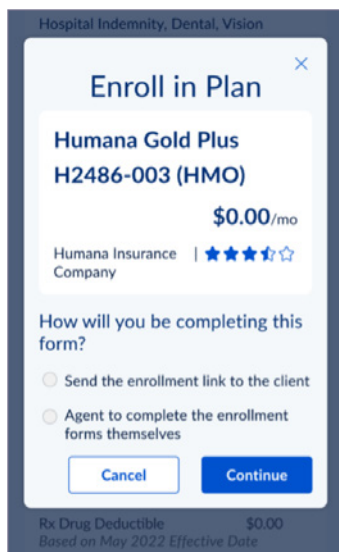 Hospital Indemnity, Dental, Vision
Enroll in Plan
Humana Gold Plus
H2486-003 (HMO)
$0.00/mo
Humana Insurance |
Company
How will you be completing this
form?
Send the enrollment link to the client
Agent to complete the enrollment
forms themselves
Cancel Continue
Rx Drug Deductible $0.00
Based on May 2022 Effective Date